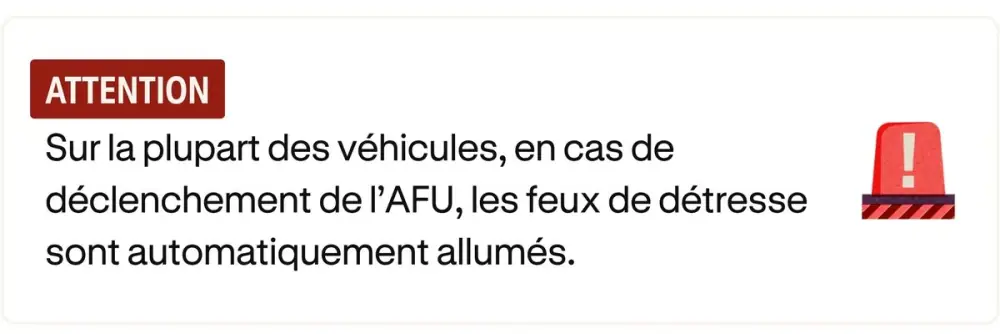 ATTENTION
Sur la plupart des véhicules, en cas de
déclenchement de l’AFU, les feux de détresse
sont automatiquement allumés.
!